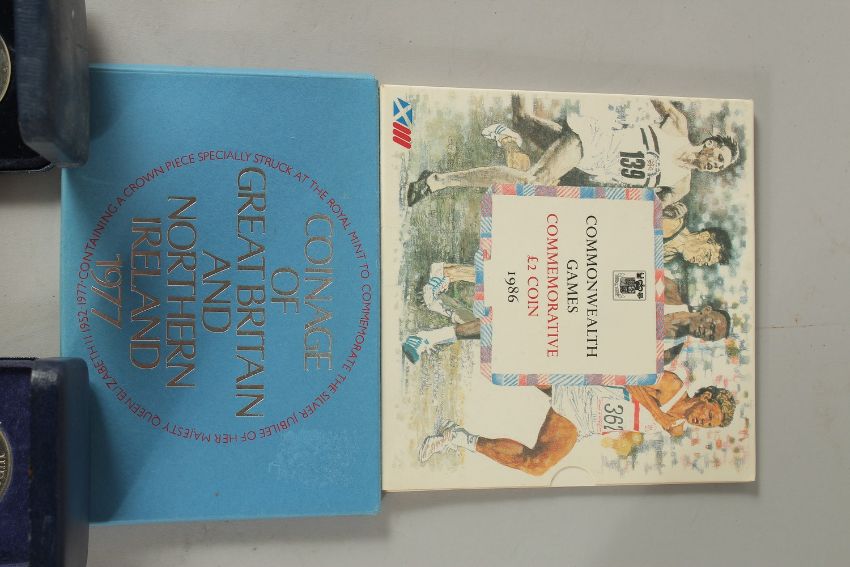 COINAGE
OF
GREAT BRITAIN
AND
NORTHERN
IRELAND
1977
CONTAINING A CROWN PIECE SPECIALLY STRUCK AT THE ROYAL MINT TO COMMEMORATE THE SILVER JUBILEE OF HER MAJESTY QUEEN ELIZABETH II 1952-1977:
COMMONWEALTH
GAMES
COMMEMORATIVE
£2 COIN
1986
139